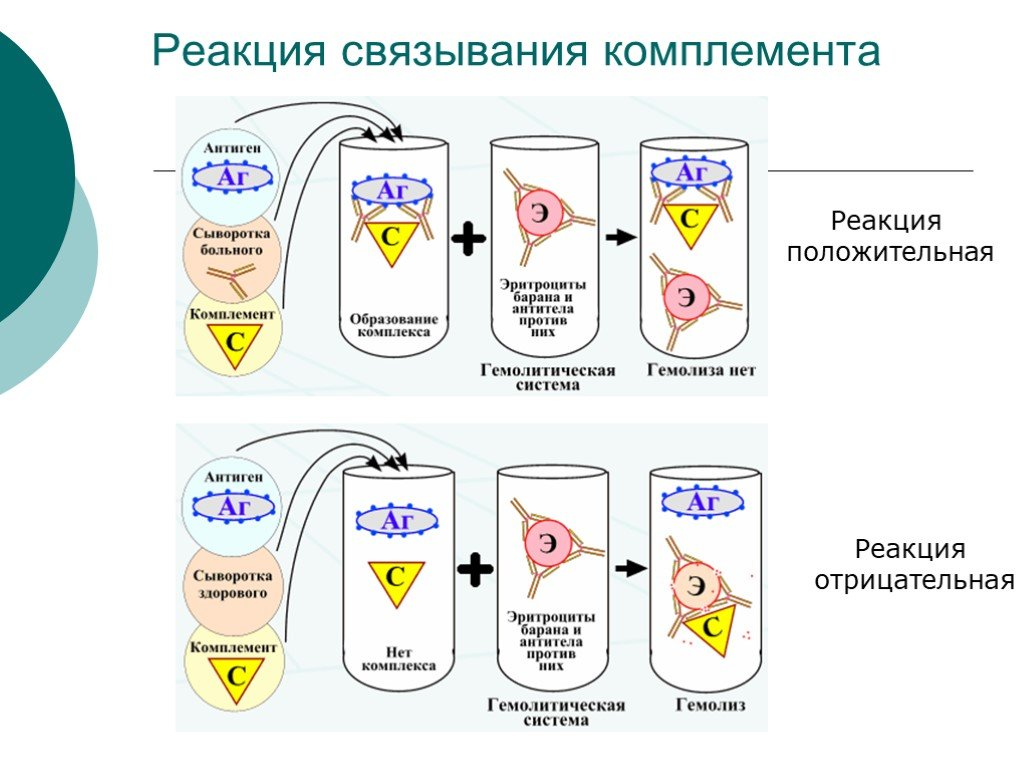 Реакция связывания комплемента
Антиген
Аг
Сыворотка
больного
Комплемент
С
Аг
С
Образование
комплекса
Э
Эритроциты
барана и
антитела
против
них
Гемолитическая
система
Аг
С
Э
Гемолиза нет
Реакция
положительная
Антиген
Аг
Сыворотка
здорового
Комплемент
С
Аг
С
Нет
комплекса
Э
Эритроциты
барана и
антитела
против
них
Гемолитическая
система
Аг
Э
С
Гемолиз
Реакция
отрицательная